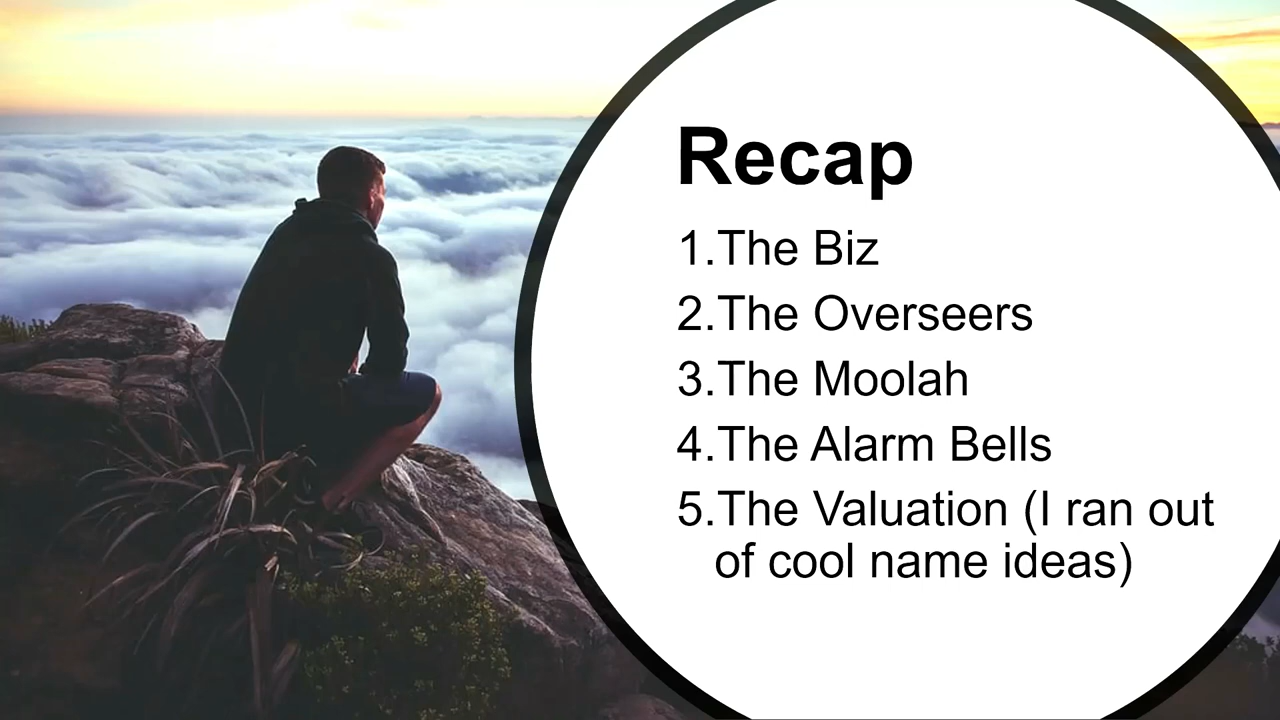 Recap
1.The Biz
2.The Overseers
3.The Moolah
4.The Alarm Bells
5.The Valuation (I ran out
of cool name ideas)